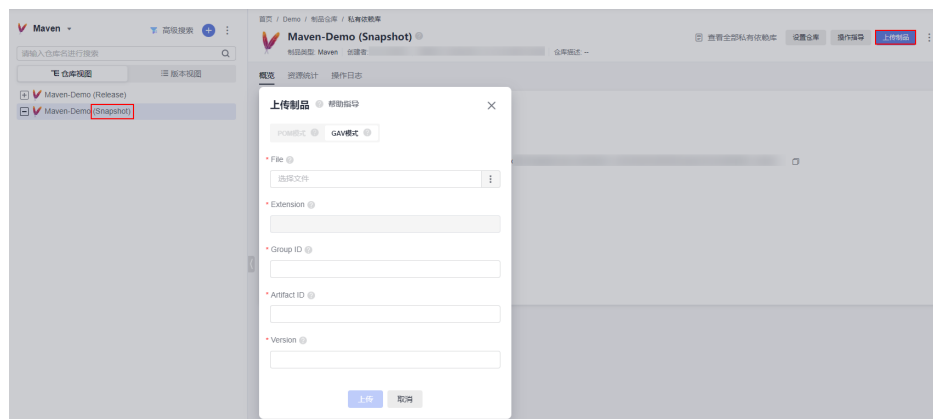 首页 / Demo / 制品仓库 / 私有依赖库
Maven
高级搜索
Maven-Demo (Snapshot)
查看全部私有依赖库
设置仓库
操作指导
上传制品
制品类型 Maven 创建者
仓库描述 --
请输入仓库名进行搜索
仓库视图
版本视图
概览
资源统计
操作日志
Maven-Demo (Release)
Maven-Demo (Snapshot)
上传制品
帮助指导
POM模式
GAV模式
* File
选择文件
* Extension
* Group ID
* Artifact ID
* Version
上传
取消